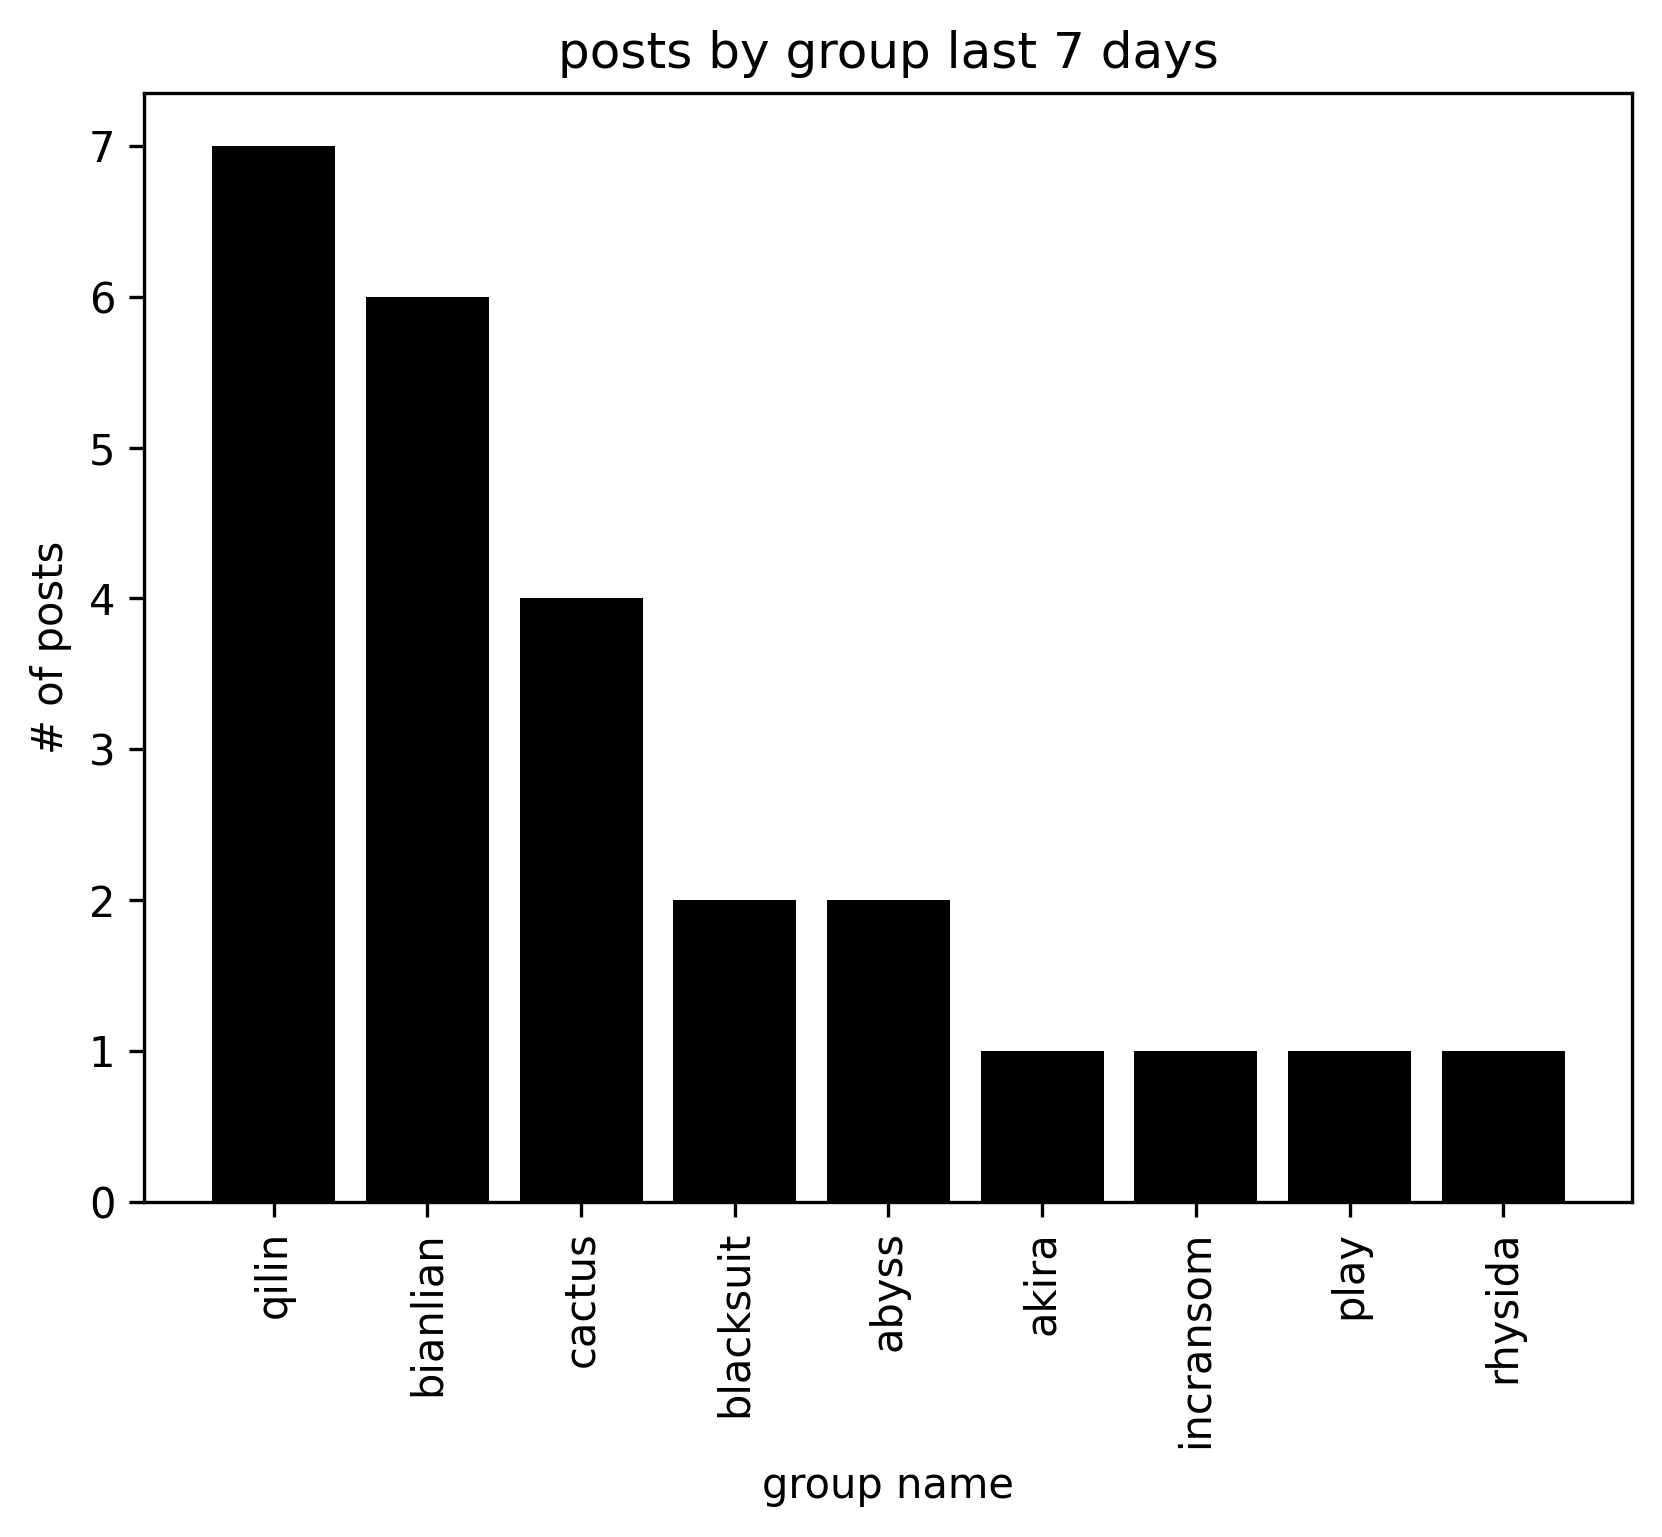 posts by group last 7 days
7
6
5
4
3
2
1
0
# of posts
qilin
bianlian
cactus
blacksuit
abyss
akira
incransom
play
rhysida
group name